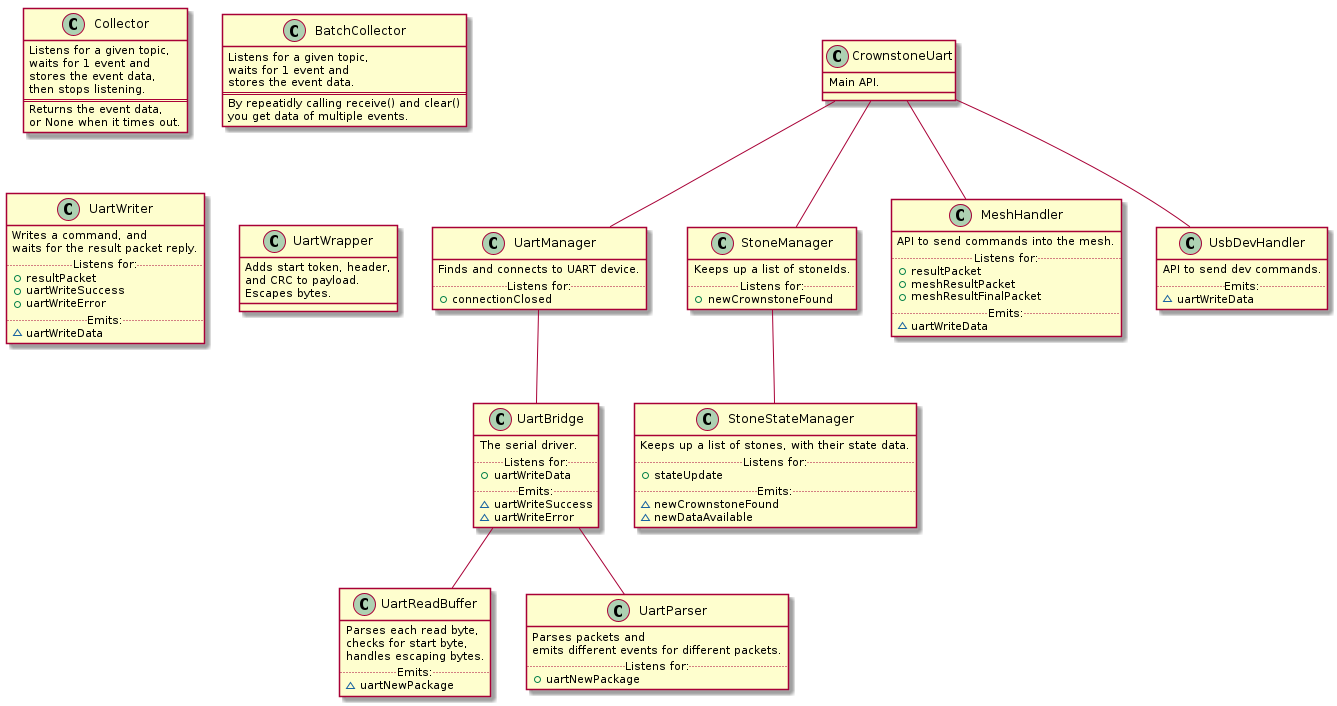 C Collector
Listens for a given topic,
waits for 1 event and
stores the event data,
then stops listening.
Returns the event data,
or None when it times out.
C BatchCollector
Listens for a given topic,
waits for 1 event and
stores the event data.
By repeatidly calling receive() and clear()
you get data of multiple events.
C CrownstoneUart
Main API.
C UartWriter
Writes a command, and
waits for the result packet reply.
Listens for:
resultPacket
uartWriteSuccess
uartWriteError
Emits:
uartWriteData
C UartWrapper
Adds start token, header,
and CRC to payload.
Escapes bytes.
C UartManager
Finds and connects to UART device.
Listens for:
connectionClosed
C StoneManager
Keeps up a list of stoneIds.
Listens for:
newCrownstoneFound
C MeshHandler
API to send commands into the mesh.
Listens for:
resultPacket
meshResultPacket
meshResultFinalPacket
Emits:
uartWriteData
C UsbDevHandler
API to send dev commands.
Emits:
uartWriteData
C UartBridge
The serial driver.
Listens for:
uartWriteData
Emits:
uartWriteSuccess
uartWriteError
C StoneStateManager
Keeps up a list of stones, with their state data.
Listens for:
stateUpdate
Emits:
newCrownstoneFound
newDataAvailable
C UartReadBuffer
Parses each read byte,
checks for start byte,
handles escaping bytes.
Emits:
uartNewPackage
C UartParser
Parses packets and
emits different events for different packets.
Listens for:
uartNewPackage